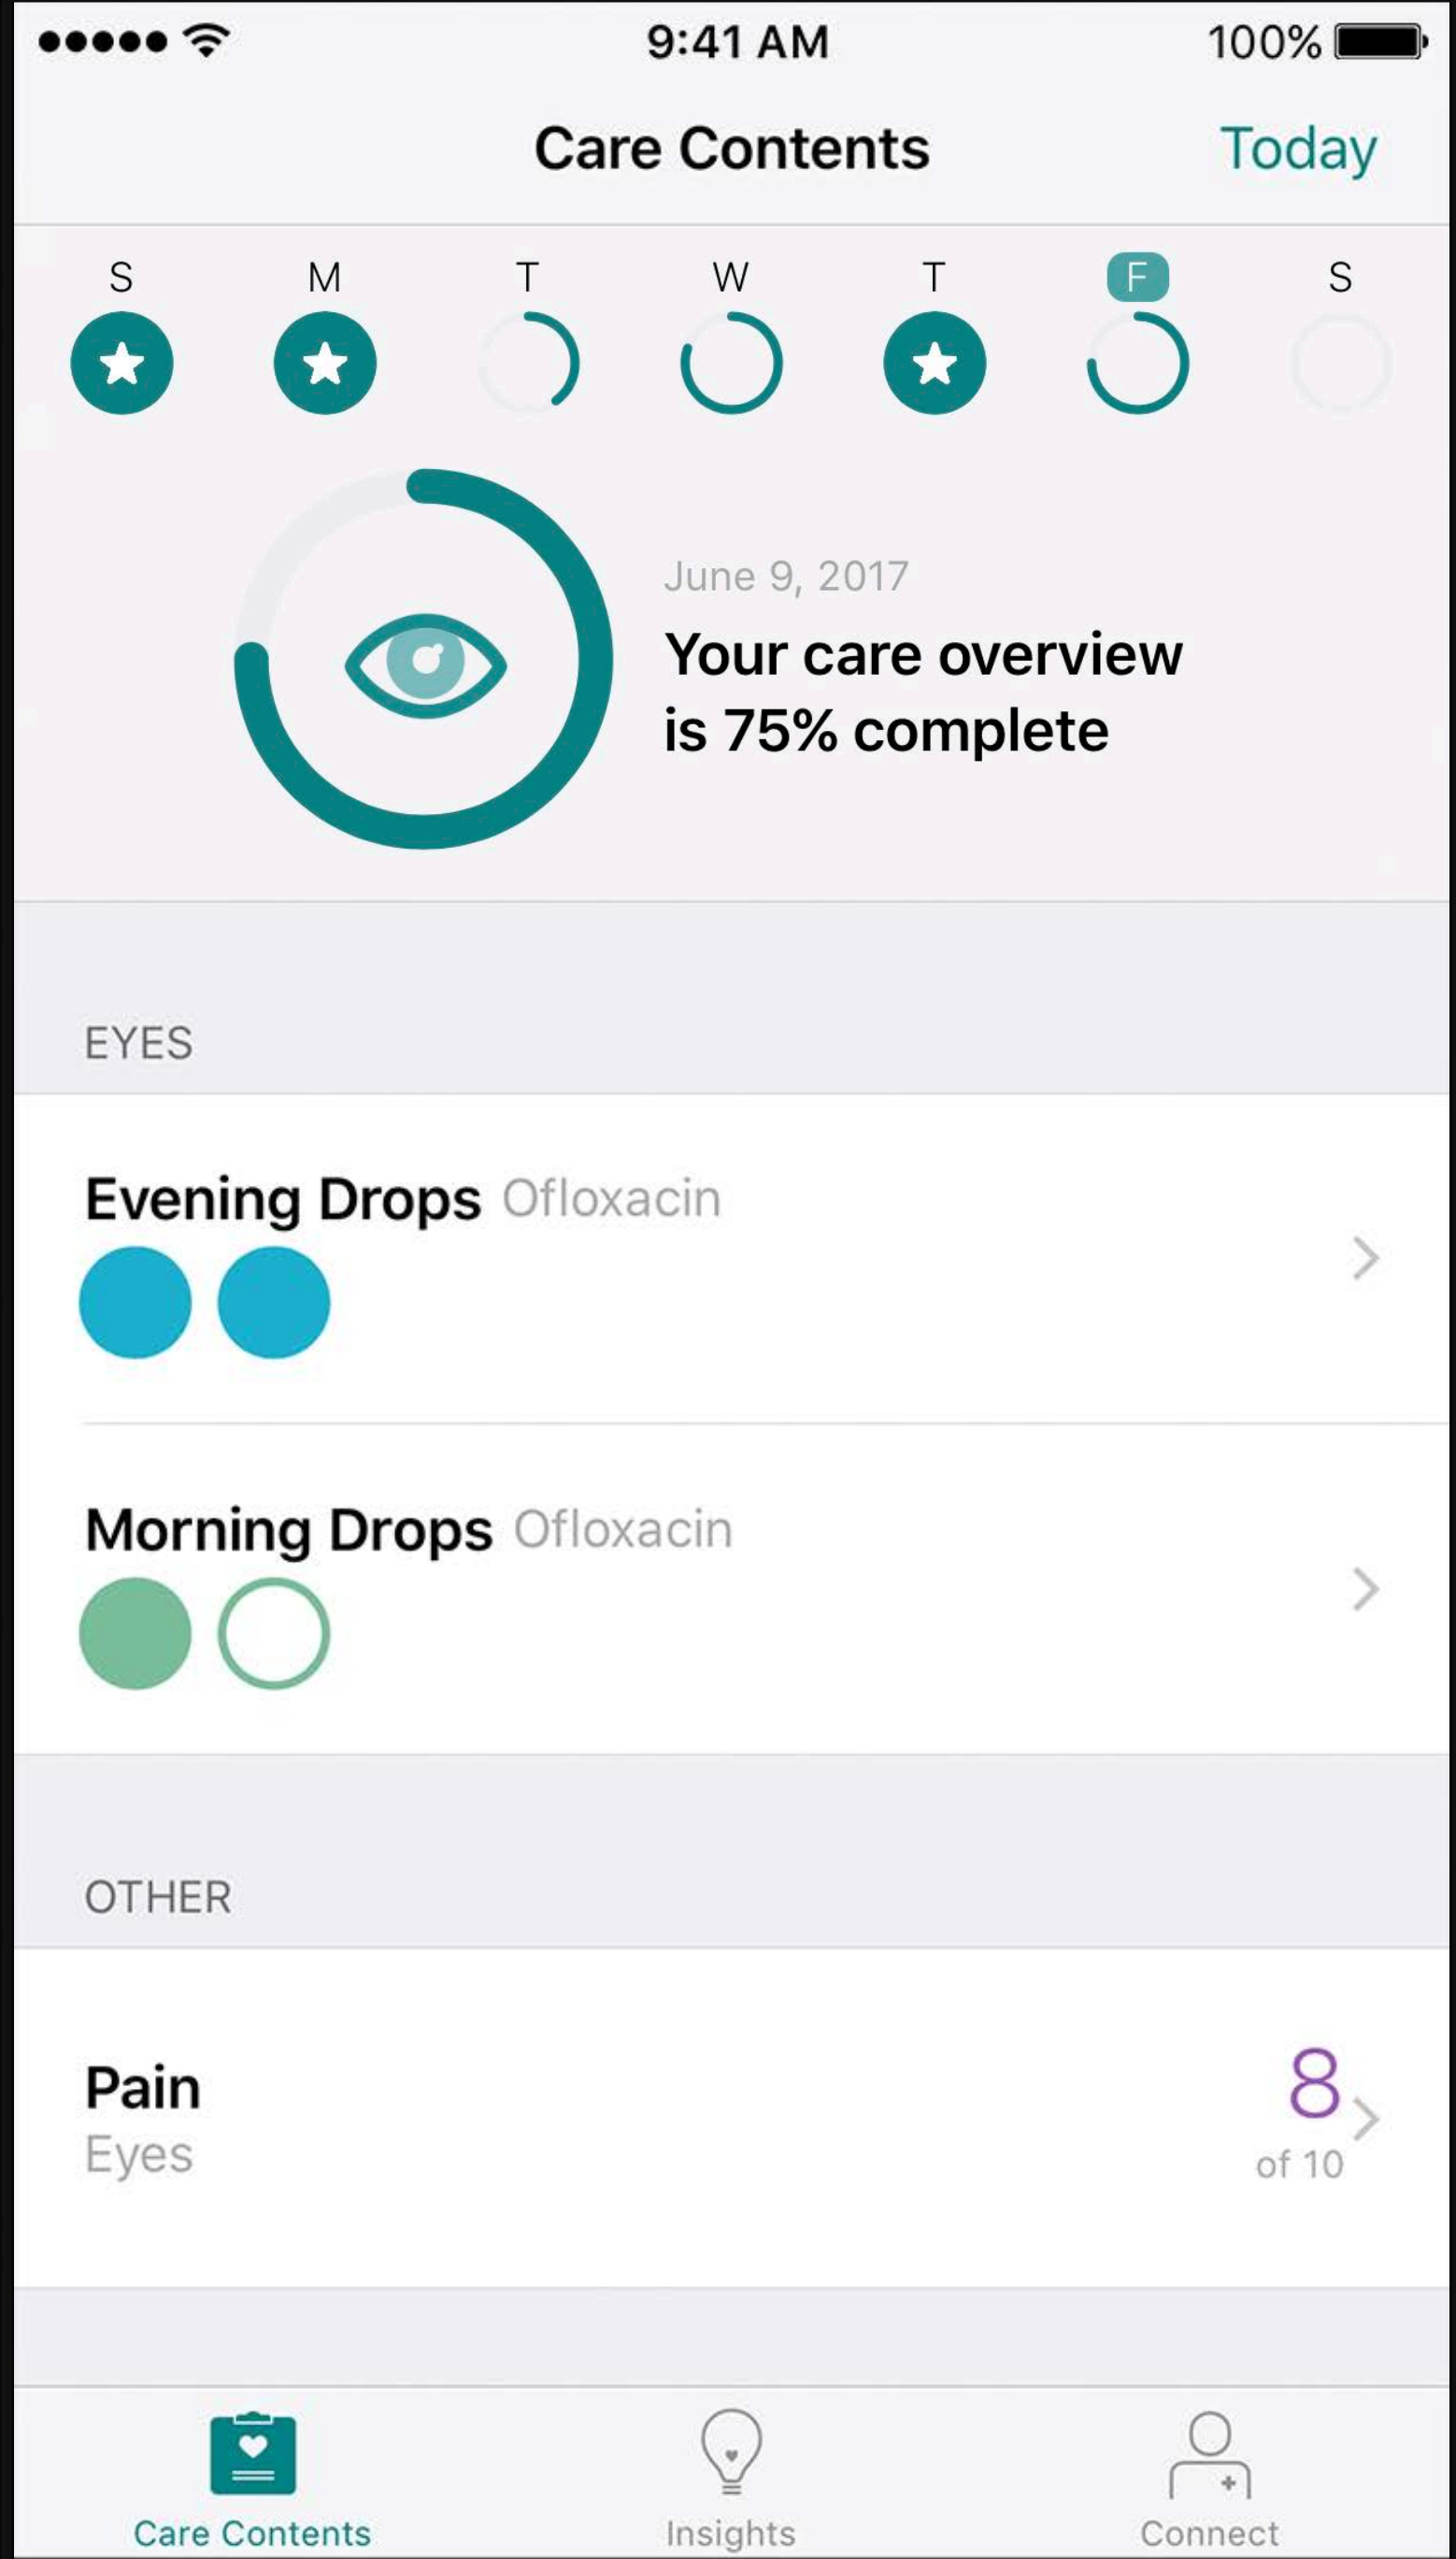 9:41 AM 100%
Care Contents Today
S M T W T F S
June 9, 2017
Your care overview
is 75% complete
EYES
Evening Drops Ofloxacin
Morning Drops Ofloxacin
OTHER
Pain
8
Eyes
of 10
Care Contents Insights Connect